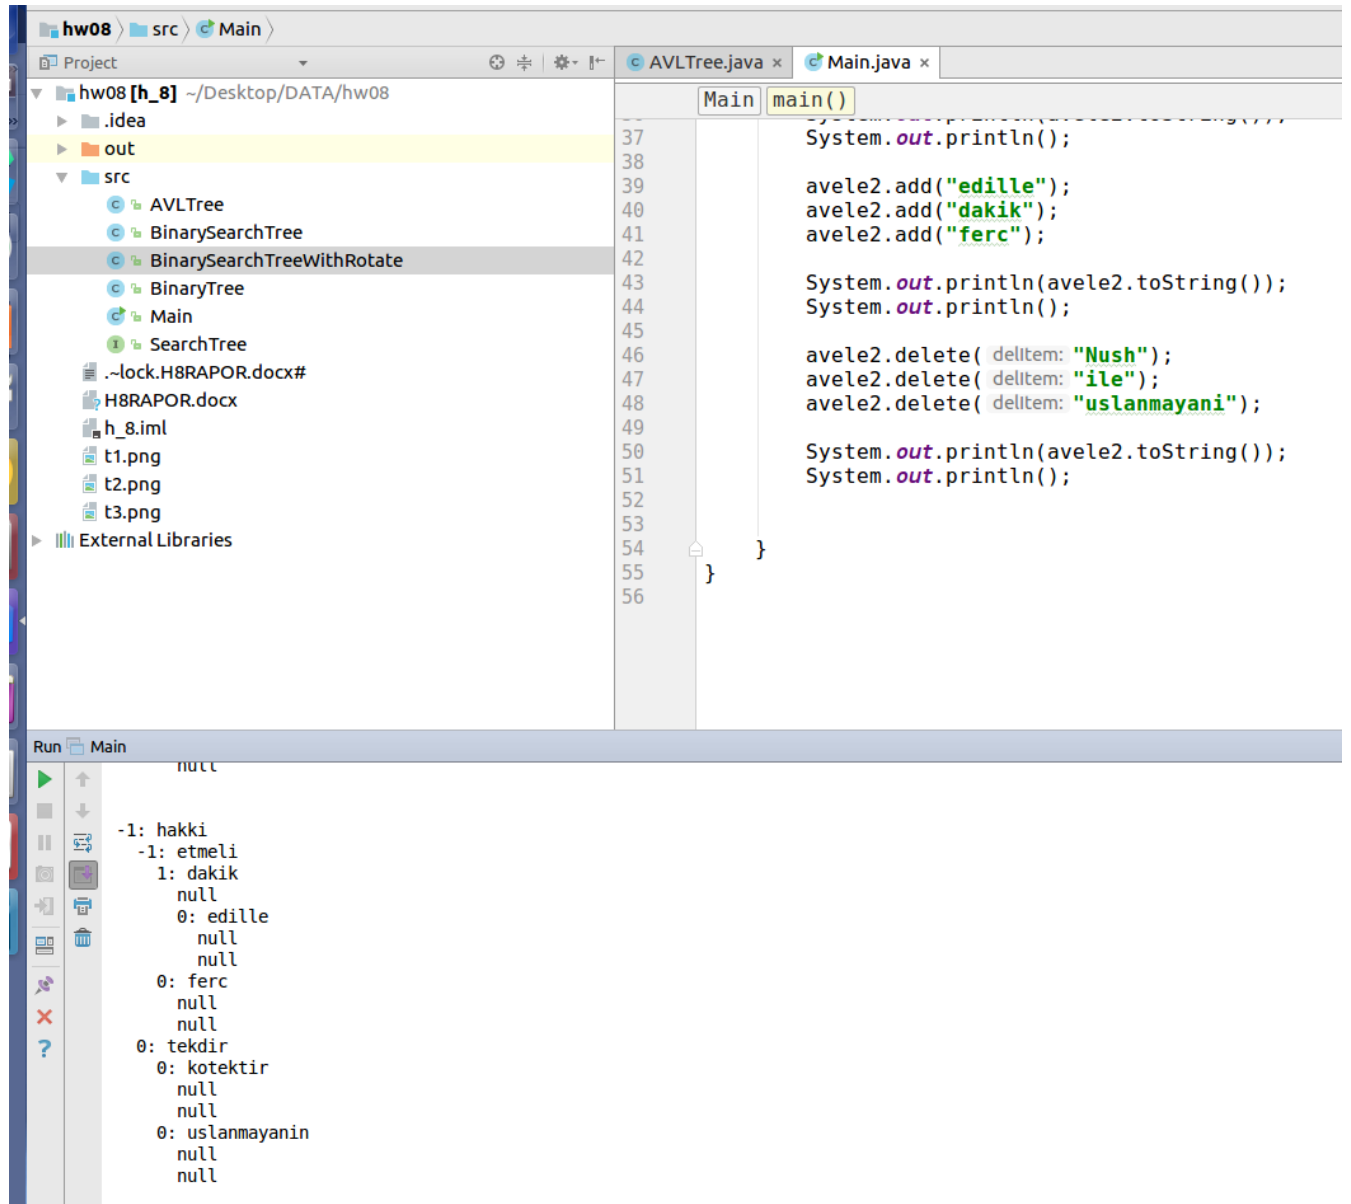 hw08 src Main
Project
AVLTree.java × Main.java ×
hw08 [h_8] ~/Desktop/DATA/hw08
.idea
out
src
AVLTree
BinarySearchTree
BinarySearchTreeWithRotate
BinaryTree
Main
SearchTree
.~lock.H8RAPOR.docx#
H8RAPOR.docx
h_8.iml
t1.png
t2.png
t3.png
External Libraries
Main main()
37 System.out.println();
38
39 avele2.add("edille");
40 avele2.add("dakik");
41 avele2.add("ferc");
42
43 System.out.println(avele2.toString());
44 System.out.println();
45
46 avele2.delete( delItem: "Nush");
47 avele2.delete( delItem: "ile");
48 avele2.delete( delItem: "uslanmayani");
49
50 System.out.println(avele2.toString());
51 System.out.println();
52
53
54 }
55 }
56
Run Main
null
-1: hakki
-1: etmeli
1: dakik
null
0: edille
null
null
0: ferc
null
null
0: tekdir
0: kotektir
null
null
0: uslanmayanin
null
null